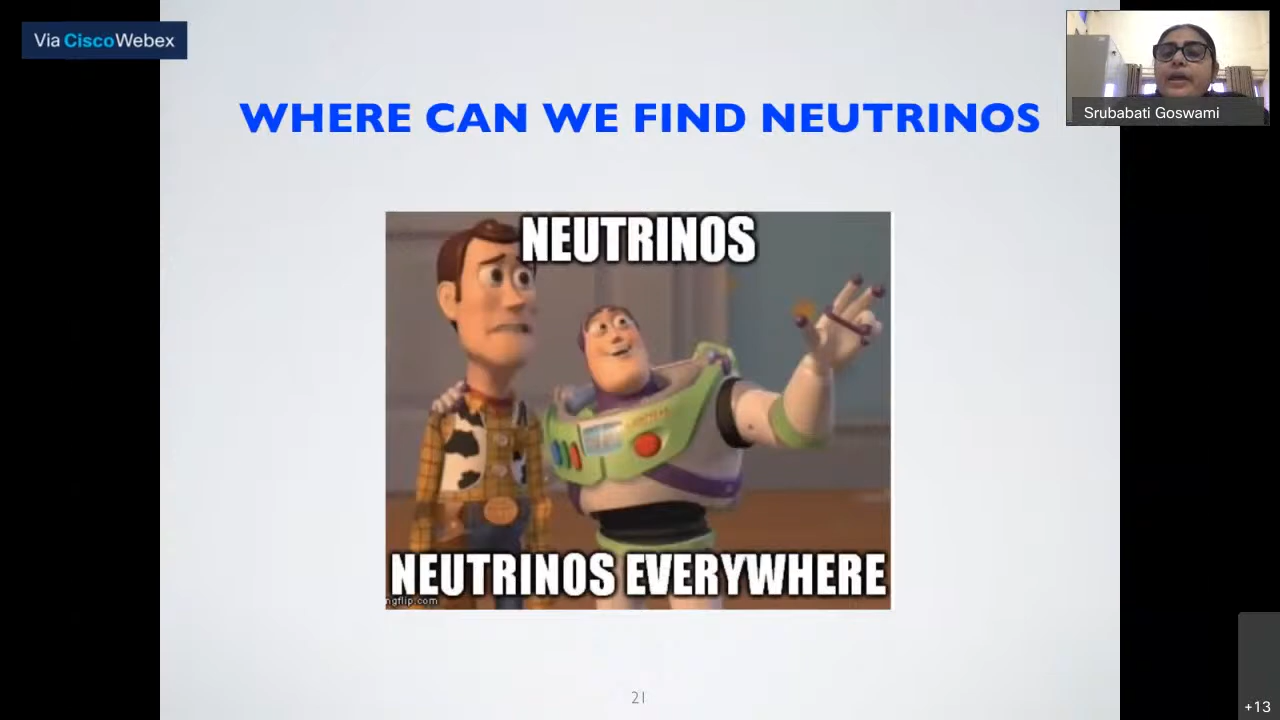 Via CiscoWebex
Srubabati Goswami
WHERE CAN WE FIND NEUTRINOS
NEUTRINOS
NEUTRINOS EVERYWHERE
ngflip.com
21
+13